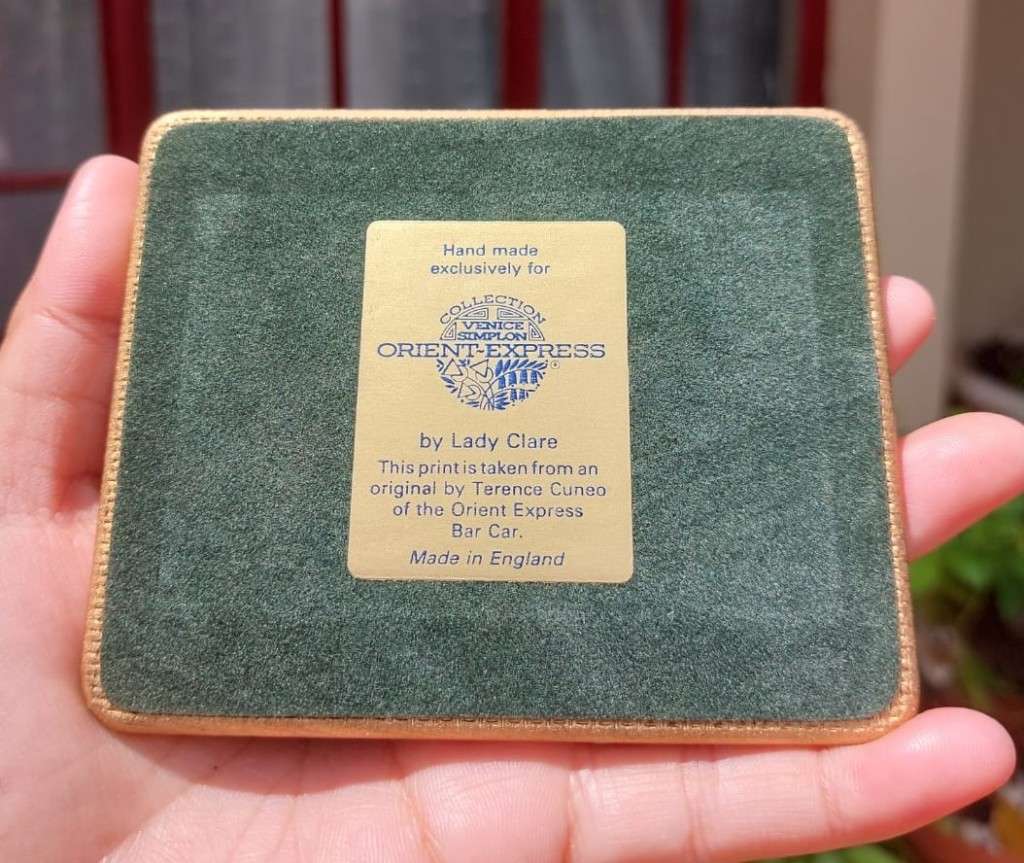 Hand made
exclusively for
COLLECTION
VENICE
SIMPLON
ORIENT-EXPRESS
®
by Lady Clare
This print is taken from an
original by Terence Cuneo
of the Orient Express
Bar Car.
Made in England